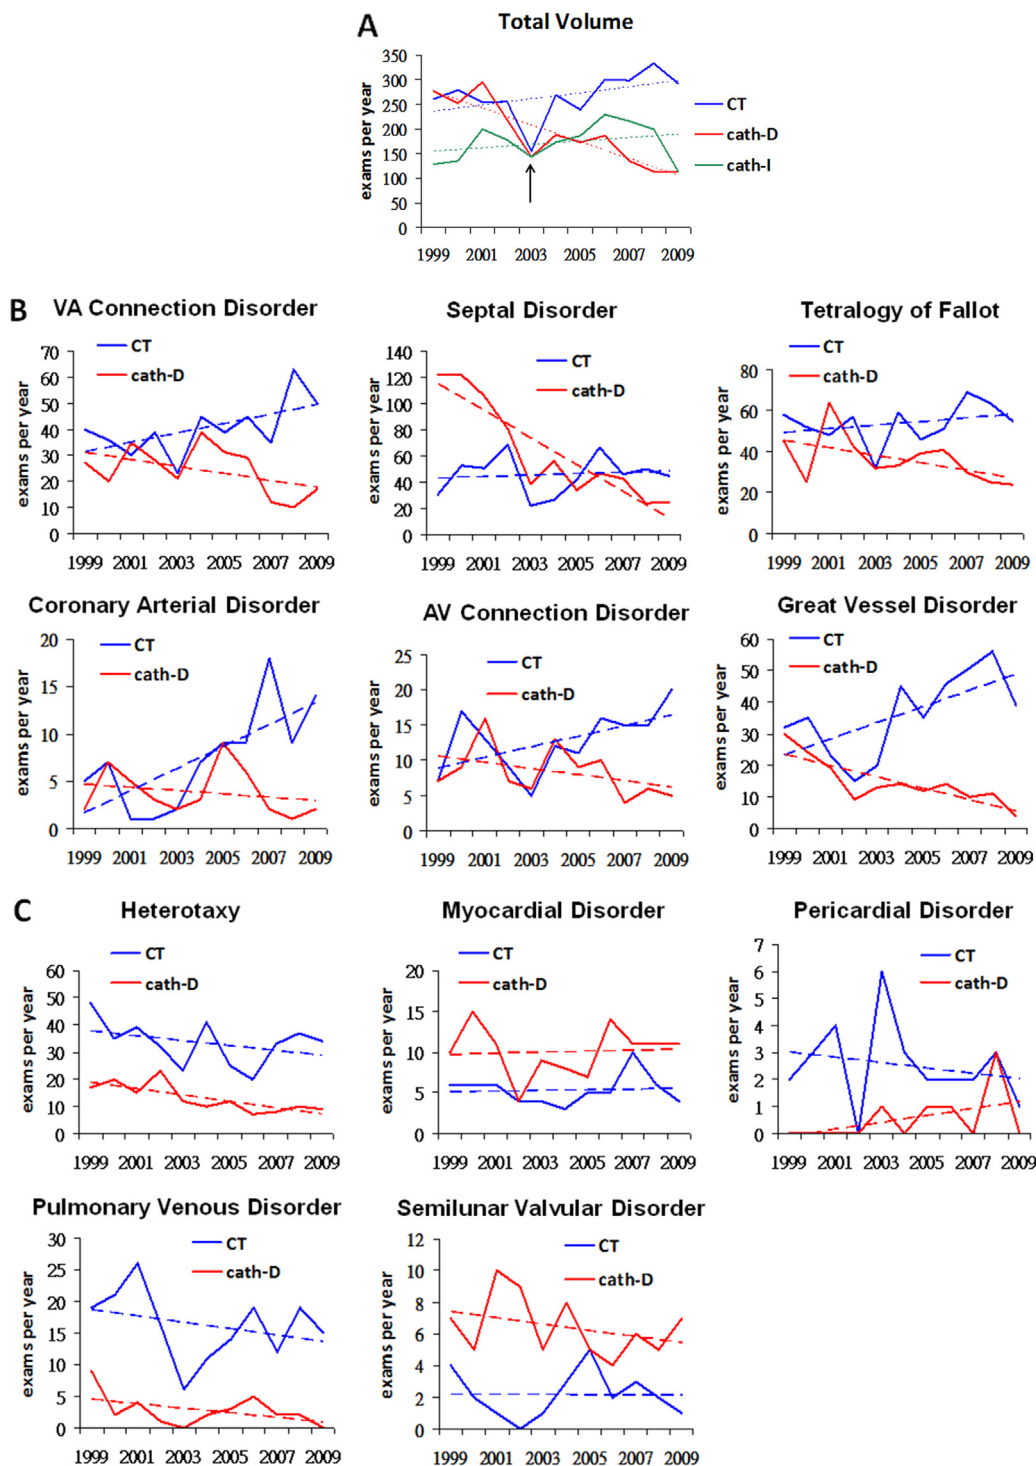 A
Total Volume
exams per year
350
300
250
200
150
100
50
0
1999 2001 2003 2005 2007 2009
CT
cath-D
cath-I
B
VA Connection Disorder
CT
cath-D
exams per year
70
60
50
40
30
20
10
0
1999 2001 2003 2005 2007 2009
Septal Disorder
CT
cath-D
exams per year
140
120
100
80
60
40
20
0
1999 2001 2003 2005 2007 2009
Tetralogy of Fallot
CT
cath-D
exams per year
80
60
40
20
0
1999 2001 2003 2005 2007 2009
Coronary Arterial Disorder
CT
cath-D
exams per year
20
15
10
5
0
1999 2001 2003 2005 2007 2009
AV Connection Disorder
CT
cath-D
exams per year
25
20
15
10
5
0
1999 2001 2003 2005 2007 2009
Great Vessel Disorder
CT
cath-D
exams per year
60
50
40
30
20
10
0
1999 2001 2003 2005 2007 2009
C
Heterotaxy
CT
cath-D
exams per year
60
50
40
30
20
10
0
1999 2001 2003 2005 2007 2009
Myocardial Disorder
CT
cath-D
exams per year
20
15
10
5
0
1999 2001 2003 2005 2007 2009
Pericardial Disorder
CT
cath-D
exams per year
7
6
5
4
3
2
1
0
1999 2001 2003 2005 2007 2009
Pulmonary Venous Disorder
CT
cath-D
exams per year
30
25
20
15
10
5
0
1999 2001 2003 2005 2007 2009
Semilunar Valvular Disorder
CT
cath-D
exams per year
12
10
8
6
4
2
0
1999 2001 2003 2005 2007 2009